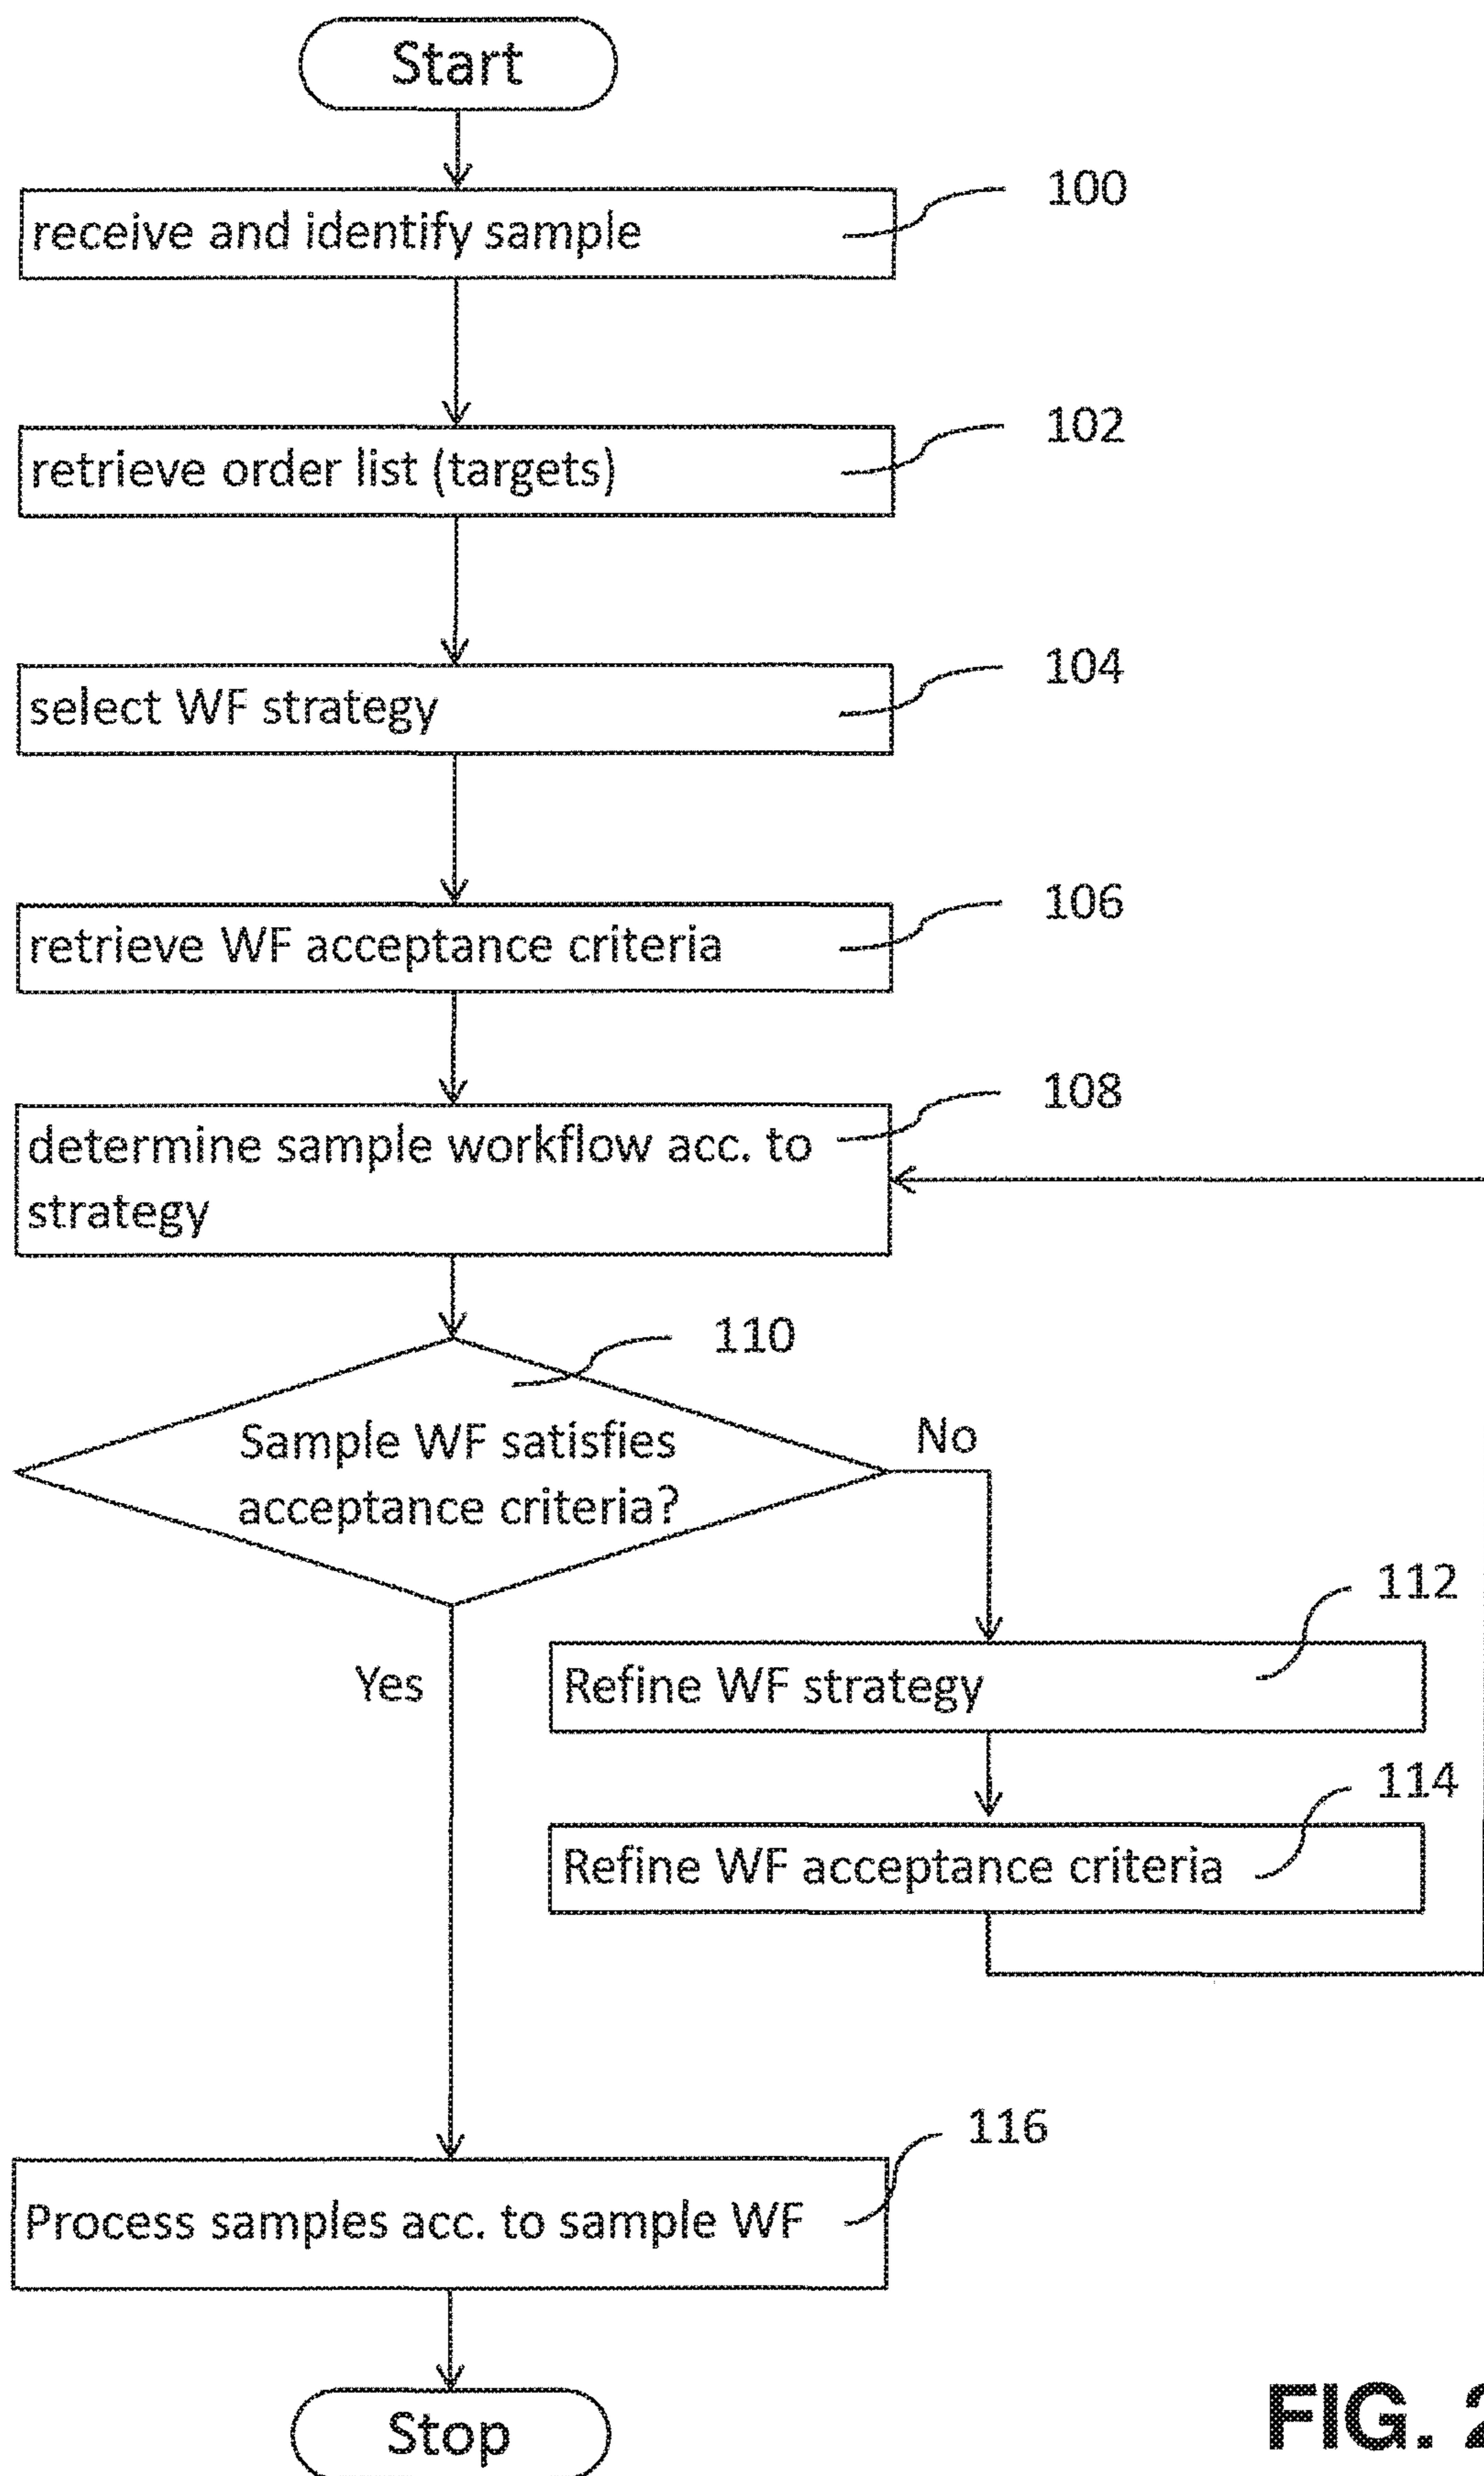 Start
100
receive and identify sample
102
retrieve order list (targets)
104
select WF strategy
106
retrieve WF acceptance criteria
108
determine sample workflow acc. to
strategy
110
Sample WF satisfies
acceptance criteria?
No
Yes
112
Refine WF strategy
114
Refine WF acceptance criteria
116
Process samples acc. to sample WF
Stop
FIG. 2